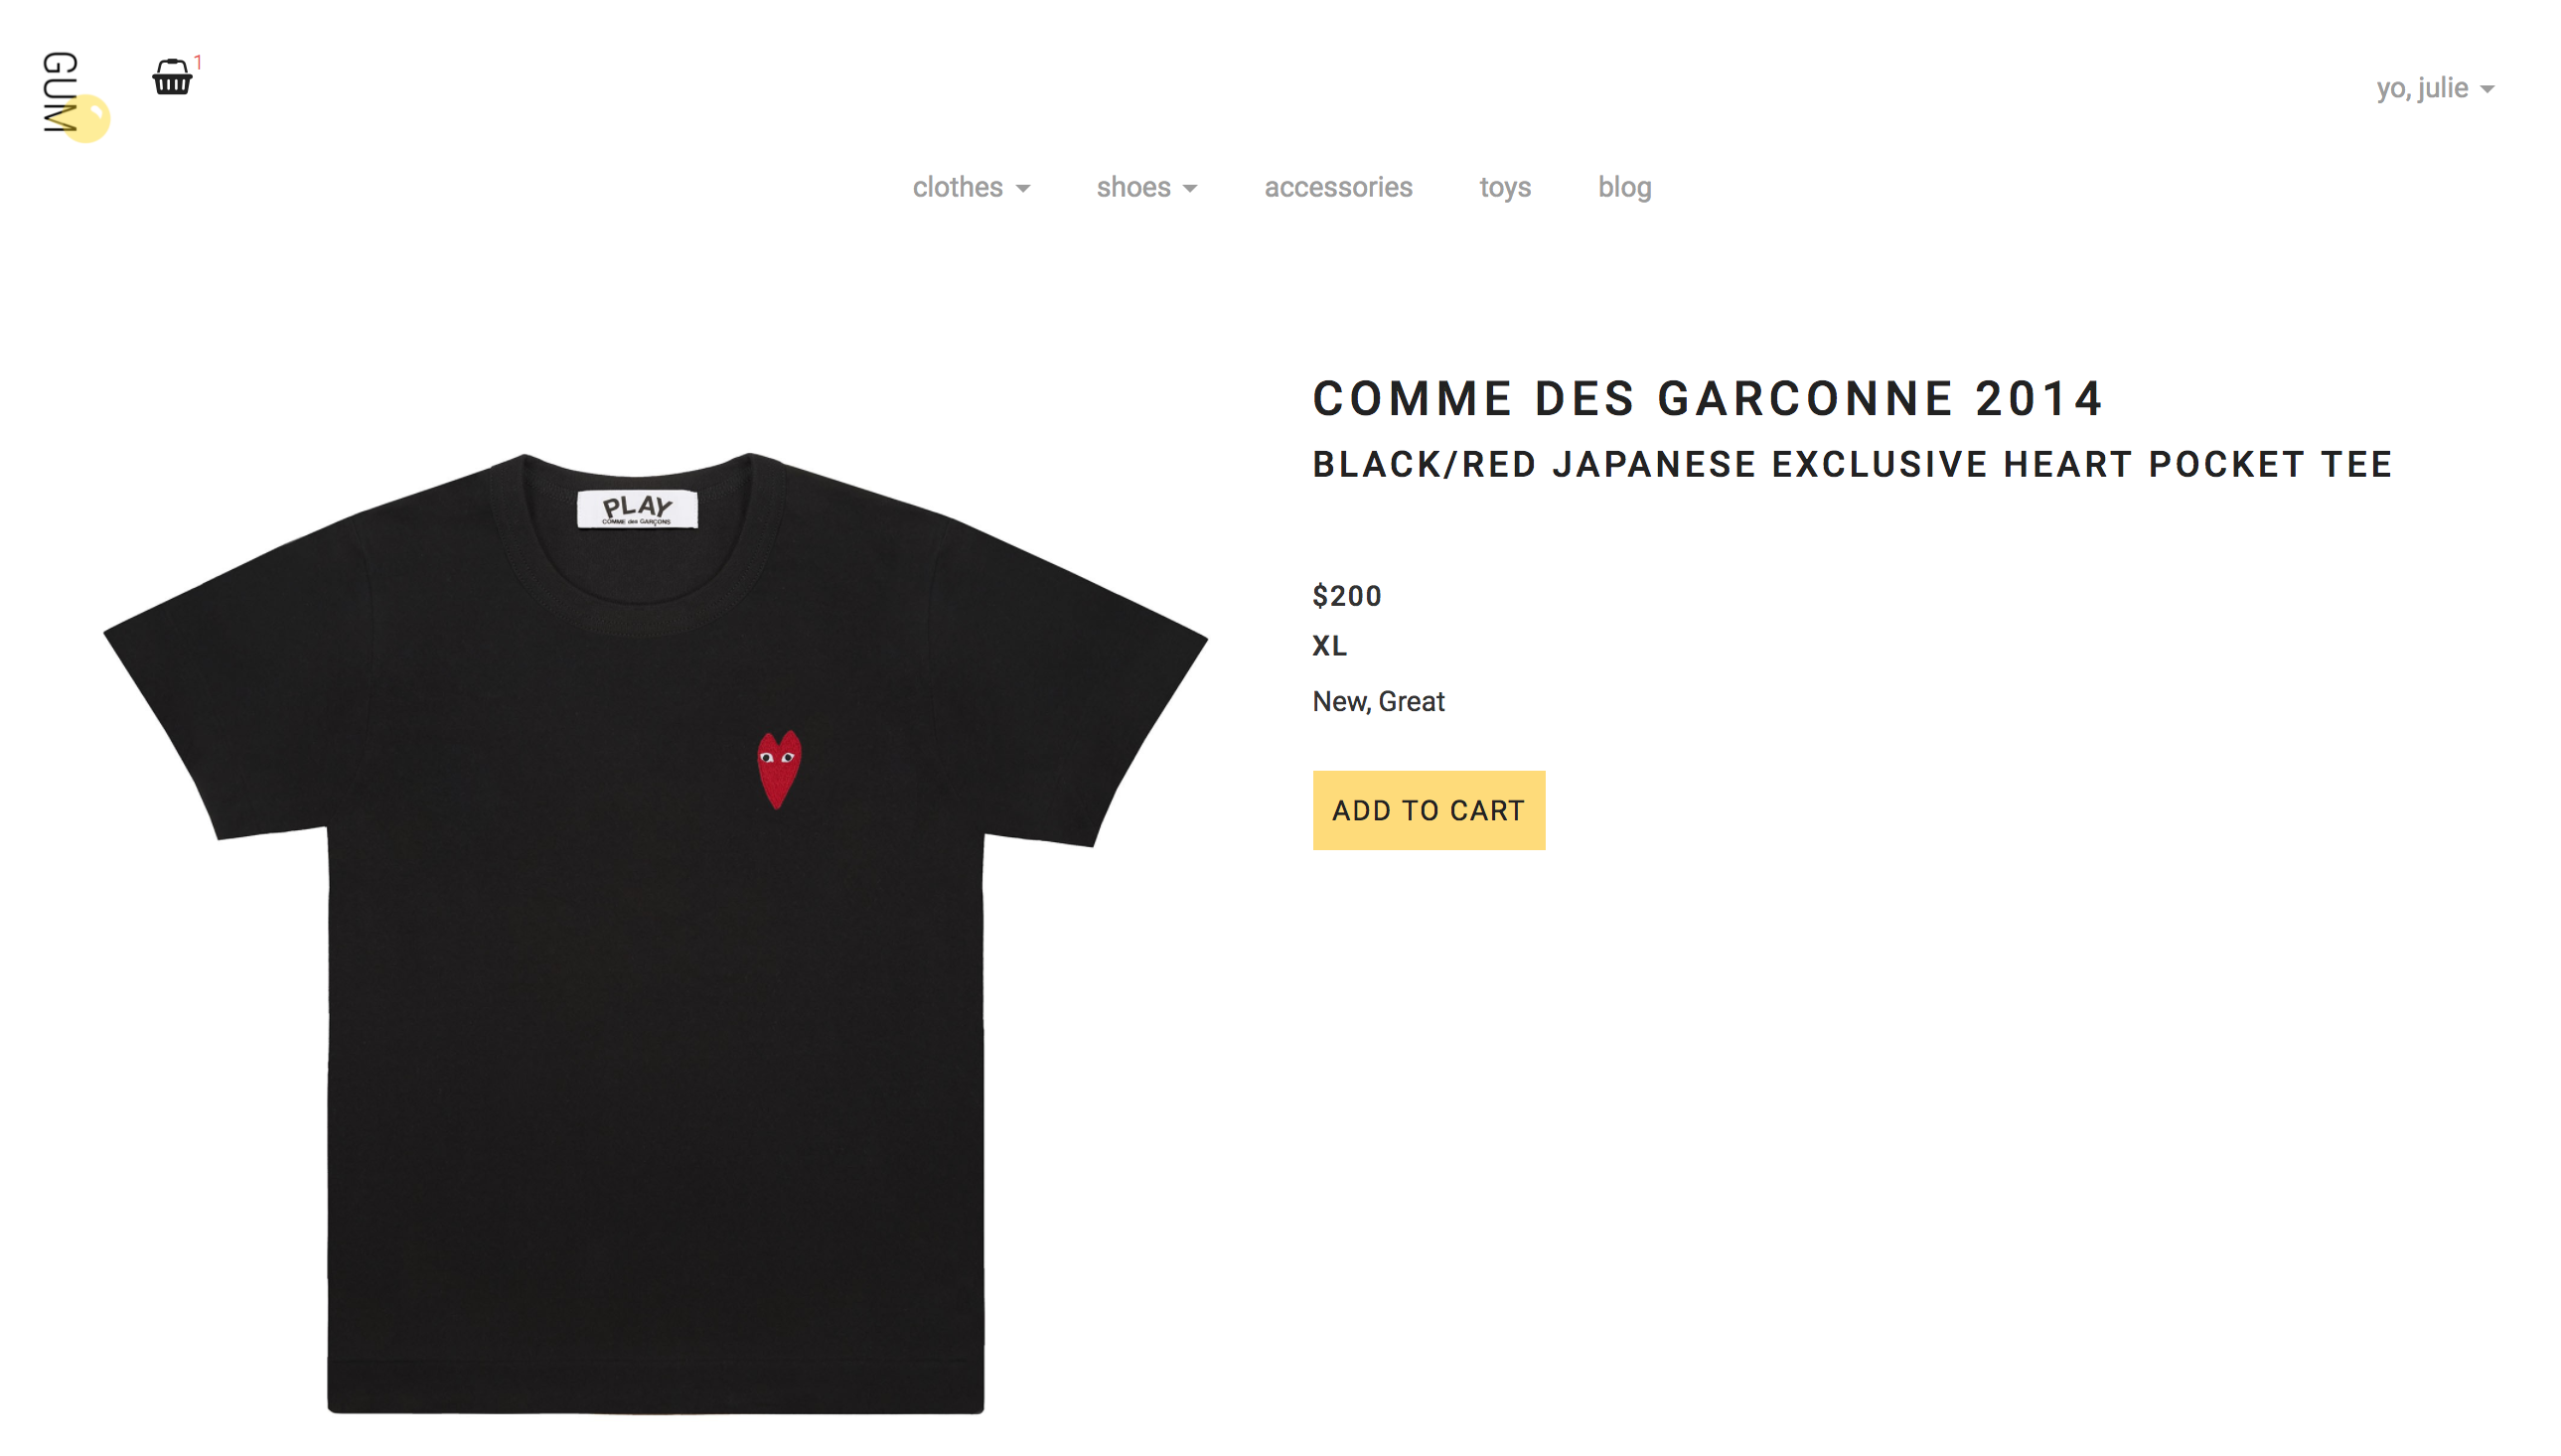 GUM
1
yo, julie
clothes
shoes
accessories
toys
blog
COMME DES GARCONNE 2014
BLACK/RED JAPANESE EXCLUSIVE HEART POCKET TEE
PLAY
COMME des GARÇONS
$200
XL
New, Great
ADD TO CART